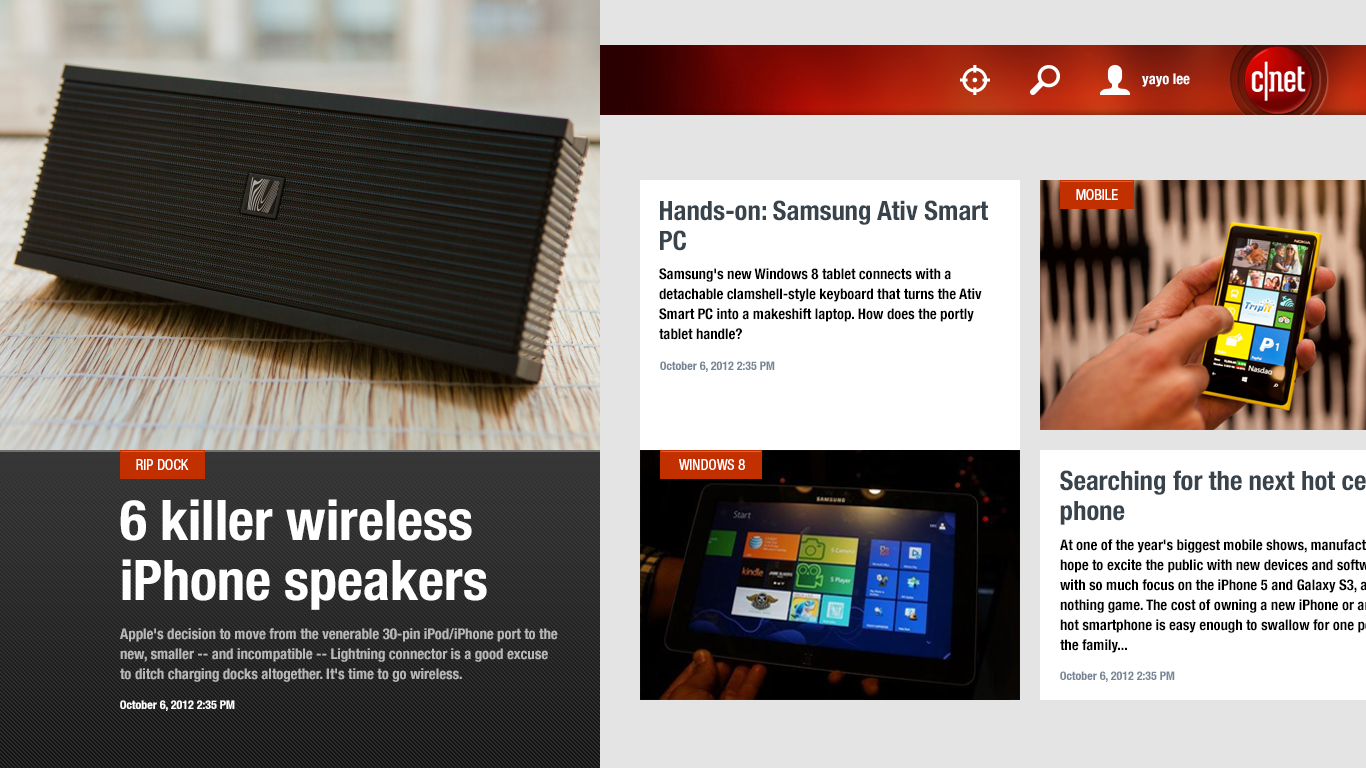 yayo lee
c|net
RIP DOCK
6 killer wireless
iPhone speakers
Apple's decision to move from the venerable 30-pin iPod/iPhone port to the
new, smaller -- and incompatible -- Lightning connector is a good excuse
to ditch charging docks altogether. It's time to go wireless.
October 6, 2012 2:35 PM
Hands-on: Samsung Ativ Smart
PC
Samsung's new Windows 8 tablet connects with a
detachable clamshell-style keyboard that turns the Ativ
Smart PC into a makeshift laptop. How does the portly
tablet handle?
October 6, 2012 2:35 PM
WINDOWS 8
SAMSUNG
Start
at&t
S Camera
kindle
S Player
MOBILE
NOKIA
TripIt
1
Nasdaq
Searching for the next hot ce
phone
At one of the year's biggest mobile shows, manufact
hope to excite the public with new devices and softw
with so much focus on the iPhone 5 and Galaxy S3, a
nothing game. The cost of owning a new iPhone or a
hot smartphone is easy enough to swallow for one p
the family...
October 6, 2012 2:35 PM